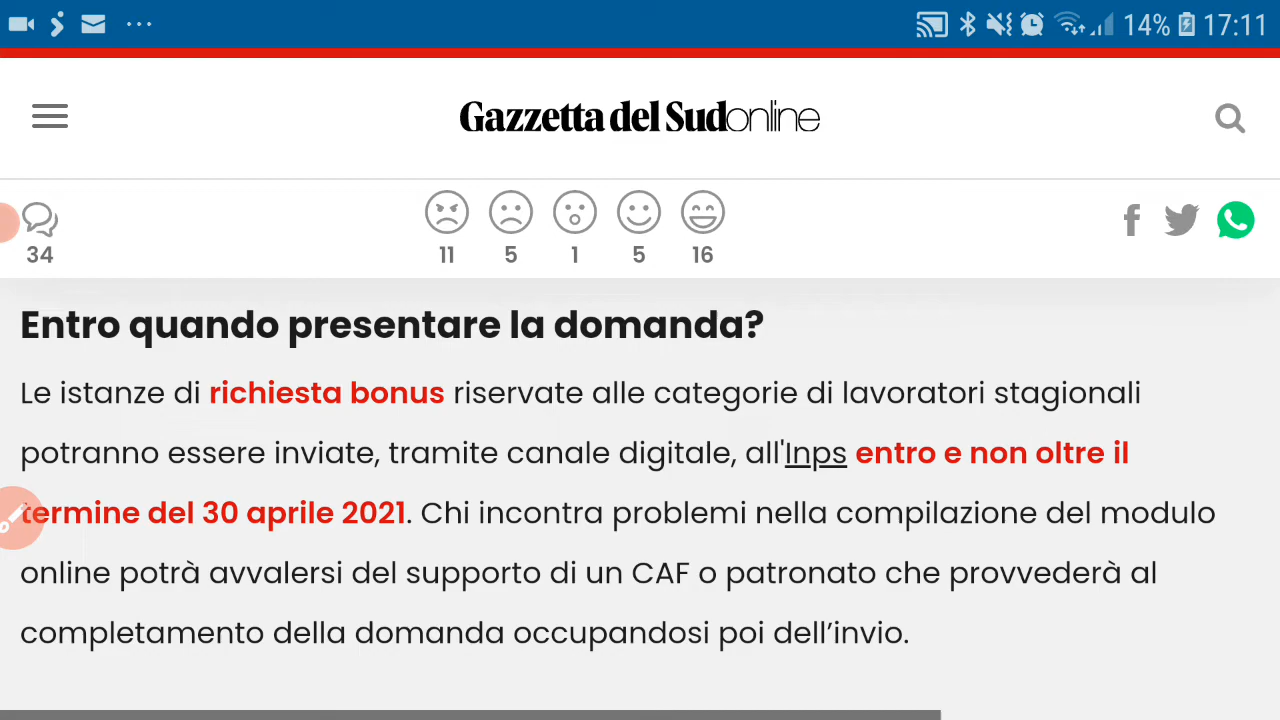 14% 17:11
Gazzetta del Sudonline
34
11 5 1 5 16
Entro quando presentare la domanda?
Le istanze di richiesta bonus riservate alle categorie di lavoratori stagionali
potranno essere inviate, tramite canale digitale, all'Inps entro e non oltre il
termine del 30 aprile 2021. Chi incontra problemi nella compilazione del modulo
online potrà avvalersi del supporto di un CAF o patronato che provvederà al
completamento della domanda occupandosi poi dell’invio.